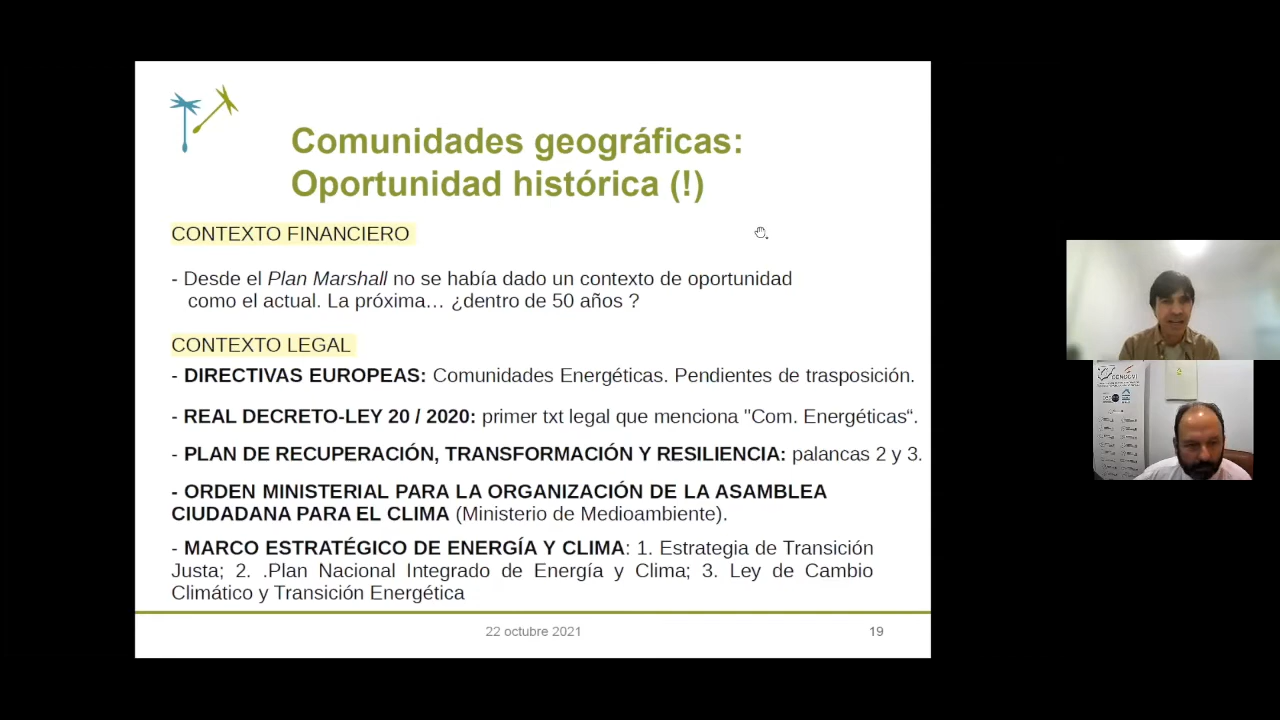 Comunidades geográficas:
Oportunidad histórica (!)
CONTEXTO FINANCIERO
- Desde el Plan Marshall no se había dado un contexto de oportunidad
como el actual. La próxima… ¿dentro de 50 años ?
CONTEXTO LEGAL
- DIRECTIVAS EUROPEAS: Comunidades Energéticas. Pendientes de trasposición.
- REAL DECRETO-LEY 20 / 2020: primer txt legal que menciona "Com. Energéticas“.
- PLAN DE RECUPERACIÓN, TRANSFORMACIÓN Y RESILIENCIA: palancas 2 y 3.
- ORDEN MINISTERIAL PARA LA ORGANIZACIÓN DE LA ASAMBLEA
CIUDADANA PARA EL CLIMA (Ministerio de Medioambiente).
- MARCO ESTRATÉGICO DE ENERGÍA Y CLIMA: 1. Estrategia de Transición
Justa; 2. .Plan Nacional Integrado de Energía y Clima; 3. Ley de Cambio
Climático y Transición Energética
22 octubre 2021
19